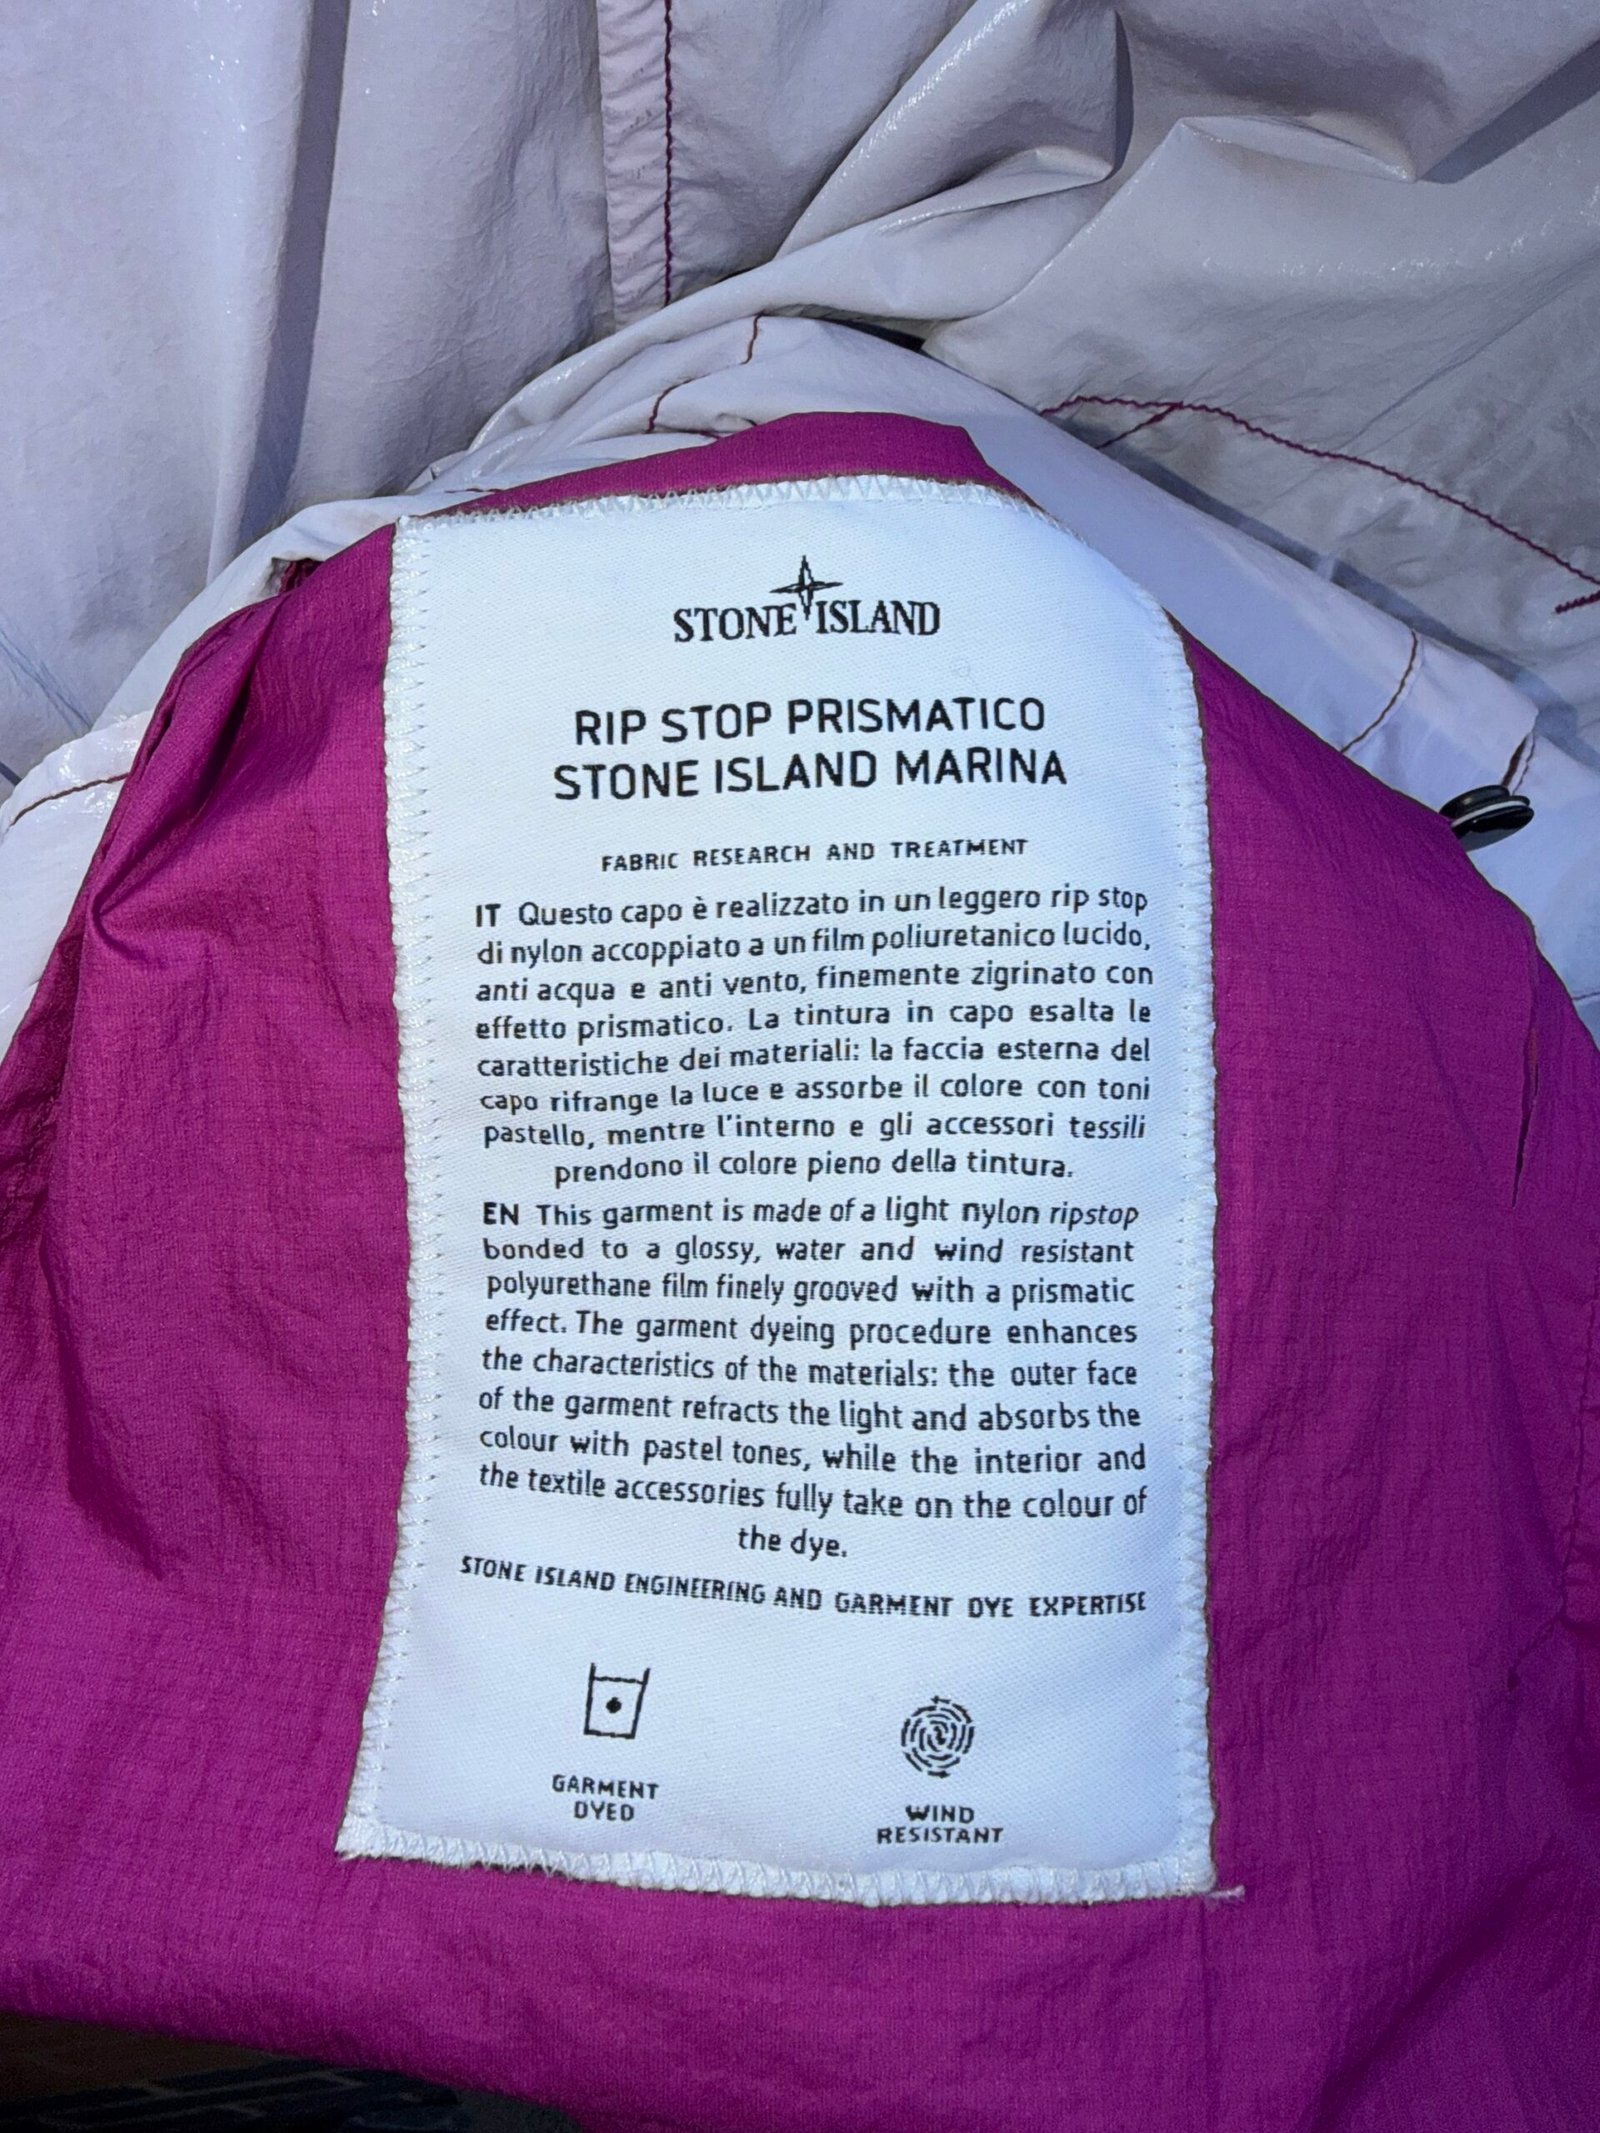 STONE ISLAND
RIP STOP PRISMATICO
STONE ISLAND MARINA
FABRIC RESEARCH AND TREATMENT
IT Questo capo è realizzato in un leggero rip stop
di nylon accoppiato a un film poliuretanico lucido,
anti acqua e anti vento, finemente zigrinato con
effetto prismatico. La tintura in capo esalta le
caratteristiche dei materiali: la faccia esterna del
capo rifrange la luce e assorbe il colore con toni
pastello, mentre l'interno e gli accessori tessili
prendono il colore pieno della tintura.
EN This garment is made of a light nylon ripstop
bonded to a glossy, water and wind resistant
polyurethane film finely grooved with a prismatic
effect. The garment dyeing procedure enhances
the characteristics of the materials: the outer face
of the garment refracts the light and absorbs the
colour with pastel tones, while the interior and
the textile accessories fully take on the colour of
the dye.
STONE ISLAND ENGINEERING AND GARMENT DYE EXPERTISE
GARMENT
DYED
WIND
RESISTANT